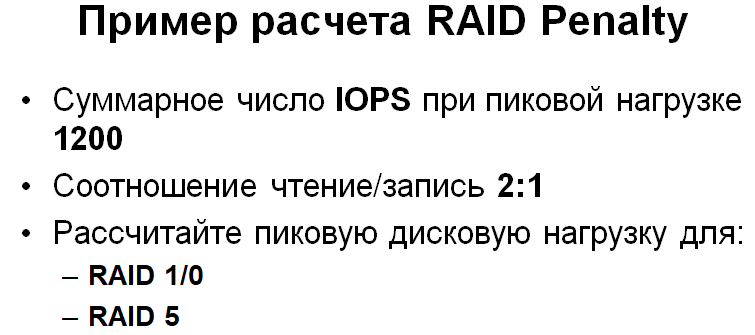 Пример расчета RAID Penalty
• Суммарное число IOPS при пиковой нагрузке
1200
• Соотношение чтение/запись 2:1
• Рассчитайте пиковую дисковую нагрузку для:
– RAID 1/0
– RAID 5